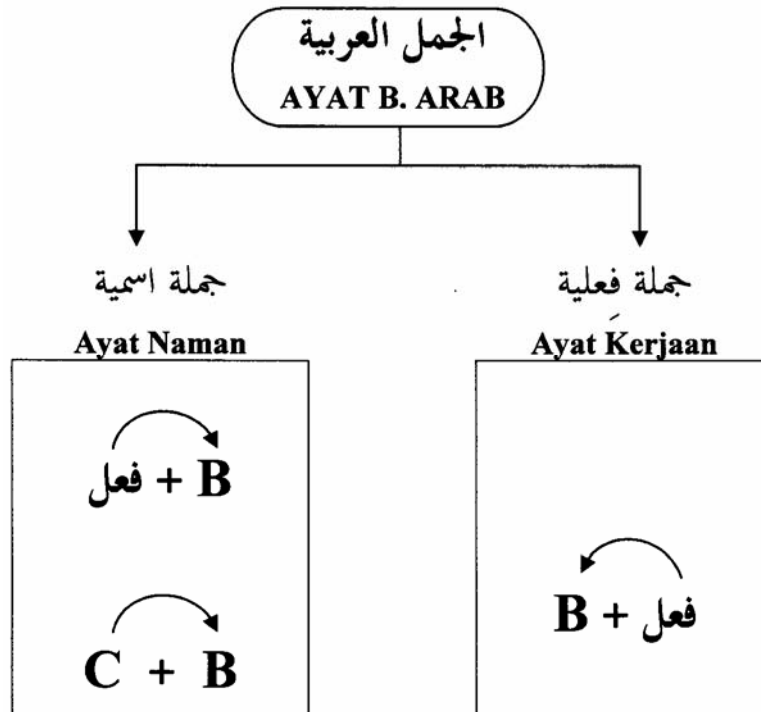 الجمل العربية
AYAT B. ARAB
جملة اسمية
Ayat Naman
فعل + B
C + B
جملة فعلية
Ayat Kerjaan
B + فعل